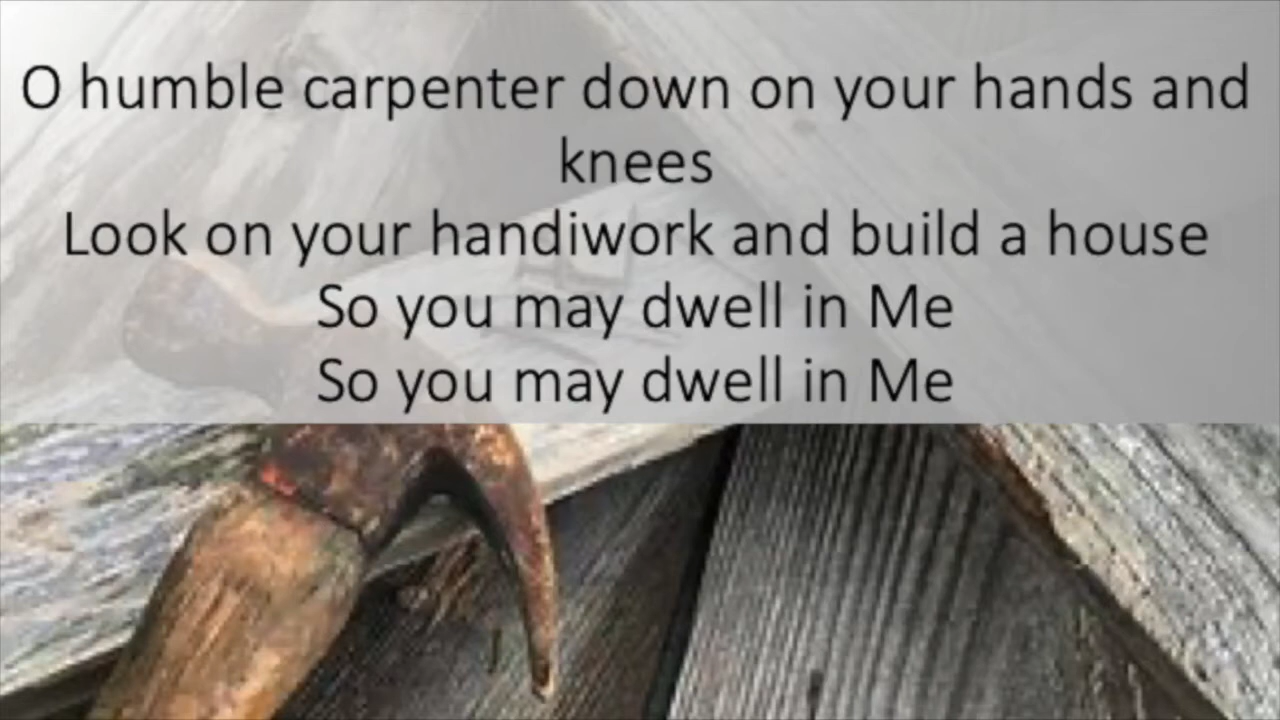 O humble carpenter down on your hands and
knees
Look on your handiwork and build a house
So you may dwell in Me
So you may dwell in Me